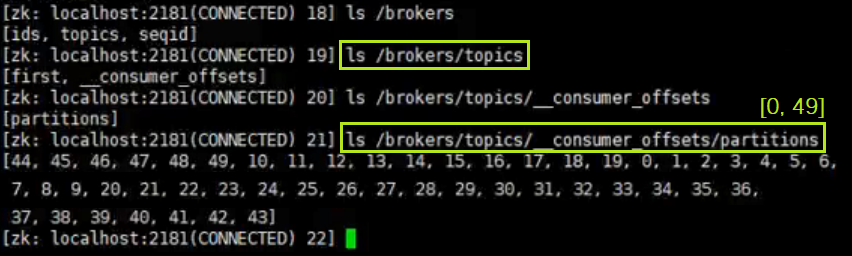 [zk: localhost:2181(CONNECTED) 18] ls /brokers
[ids, topics, seqid]
[zk: localhost:2181(CONNECTED) 19] ls /brokers/topics
[first, __consumer_offsets]
[zk: localhost:2181(CONNECTED) 20] ls /brokers/topics/__consumer_offsets
[0, 49]
[partitions]
[zk: localhost:2181(CONNECTED) 21] ls /brokers/topics/__consumer_offsets/partitions
[44, 45, 46, 47, 48, 49, 10, 11, 12, 13, 14, 15, 16, 17, 18, 19, 0, 1, 2, 3, 4, 5, 6,
7, 8, 9, 20, 21, 22, 23, 24, 25, 26, 27, 28, 29, 30, 31, 32, 33, 34, 35, 36,
37, 38, 39, 40, 41, 42, 43]
[zk: localhost:2181(CONNECTED) 22]